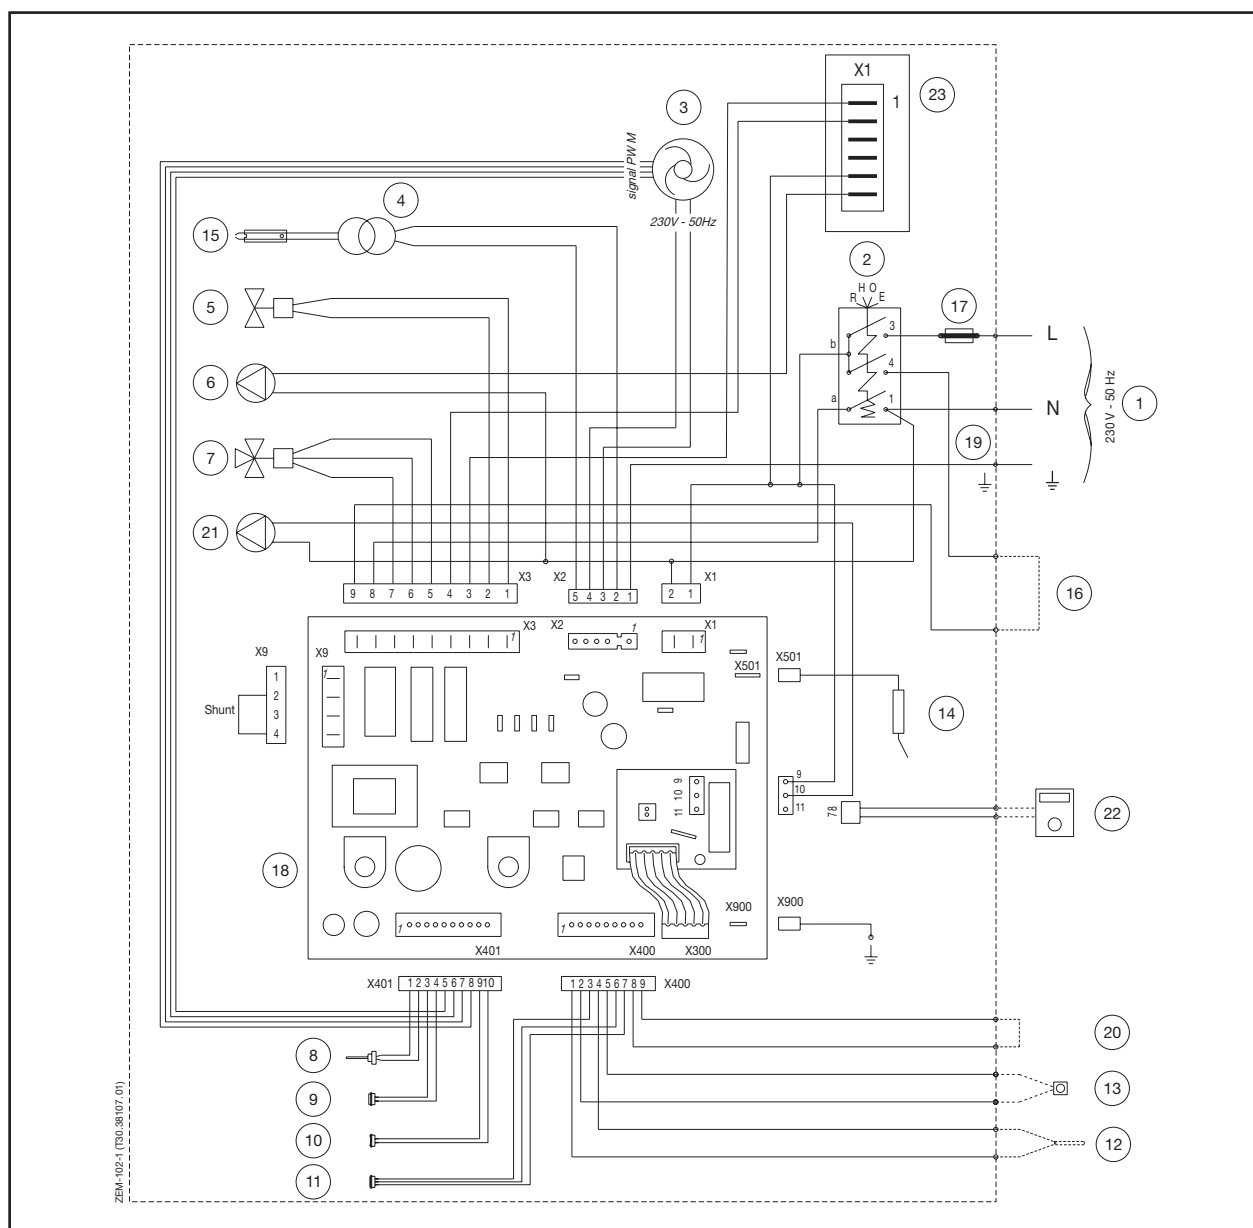 X1
1
23
3
signal PW M
230V - 50Hz
4
15
2
H O
R E
3
b
4
a
1
17
L
5
6
N
230 V - 50 Hz
1
7
19
21
X3
X2
X1
9 8 7 6 5 4 3 2 1
5 4 3 2 1
2 1
16
X3
1
X2
1
X1
1
X9
1
2
3
4
Shunt
X9
1
X501
X501
14
9
10
11
9
10
11
78
22
18
X900
X900
1
X401
1
X400
X300
X401
1 2 3 4 5 6 7 8 9 10
1 2 3 4 5 6 7 8 9
X400
8
9
10
11
20
13
12
ZEM-102-1 (T30.38107.01)